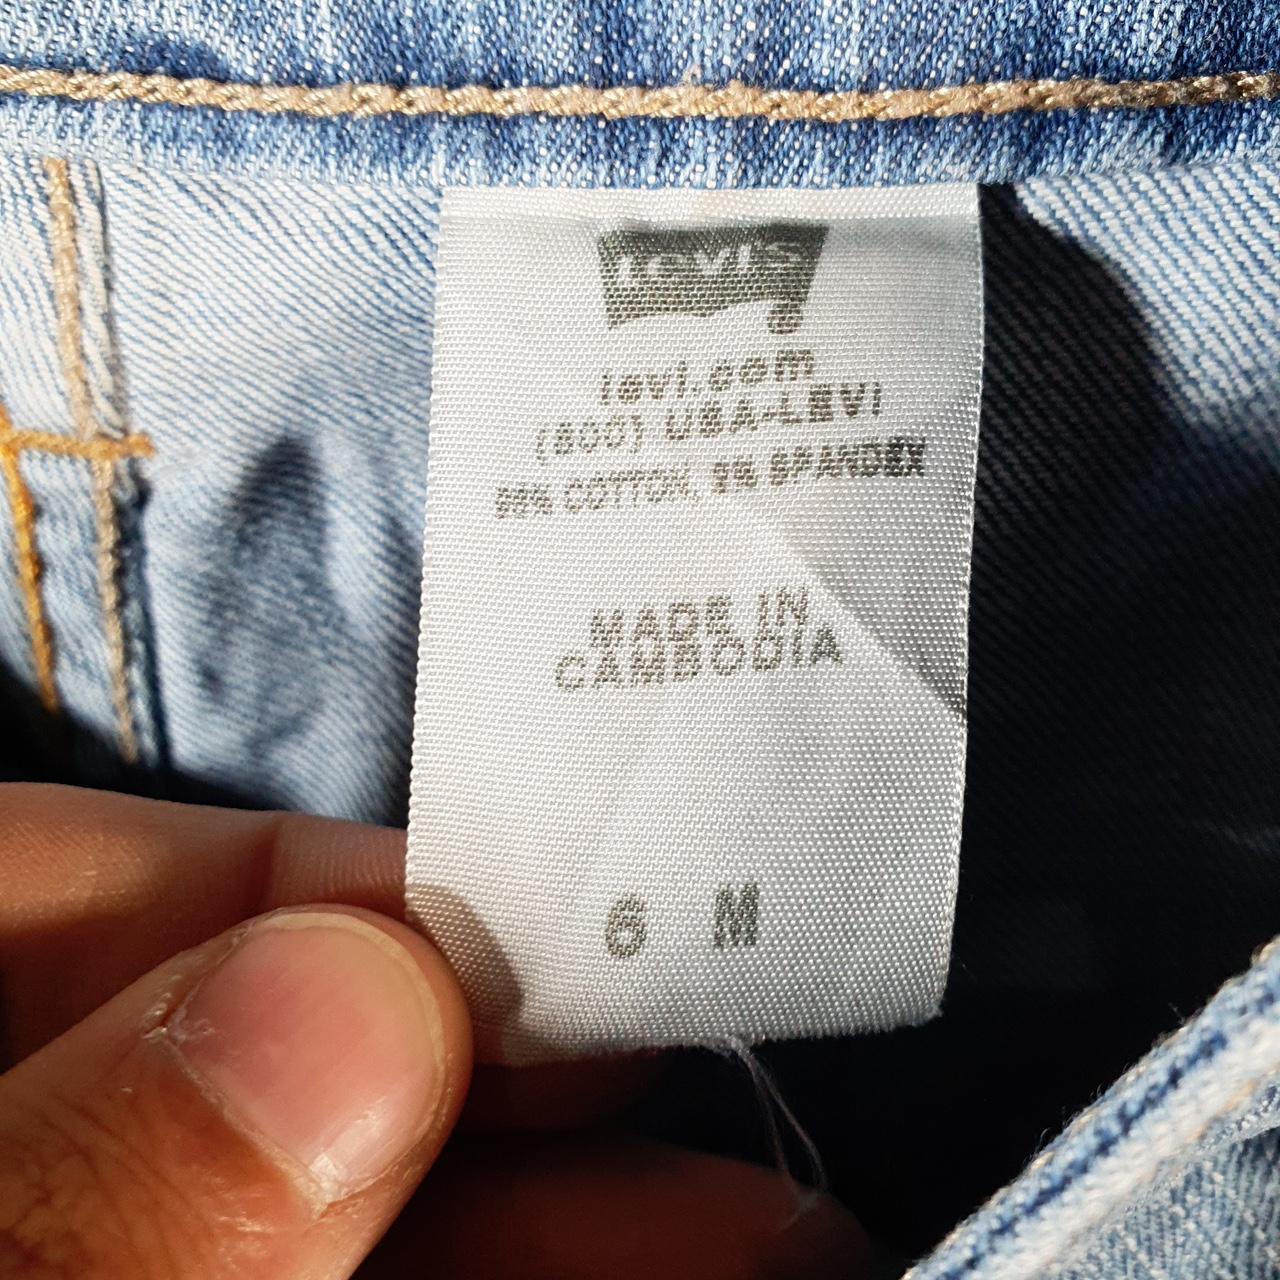 Levi's
levi.com
(800) USA-LEVI
98% COTTON, 2% SPANDEX
MADE IN
CAMBODIA
6 M